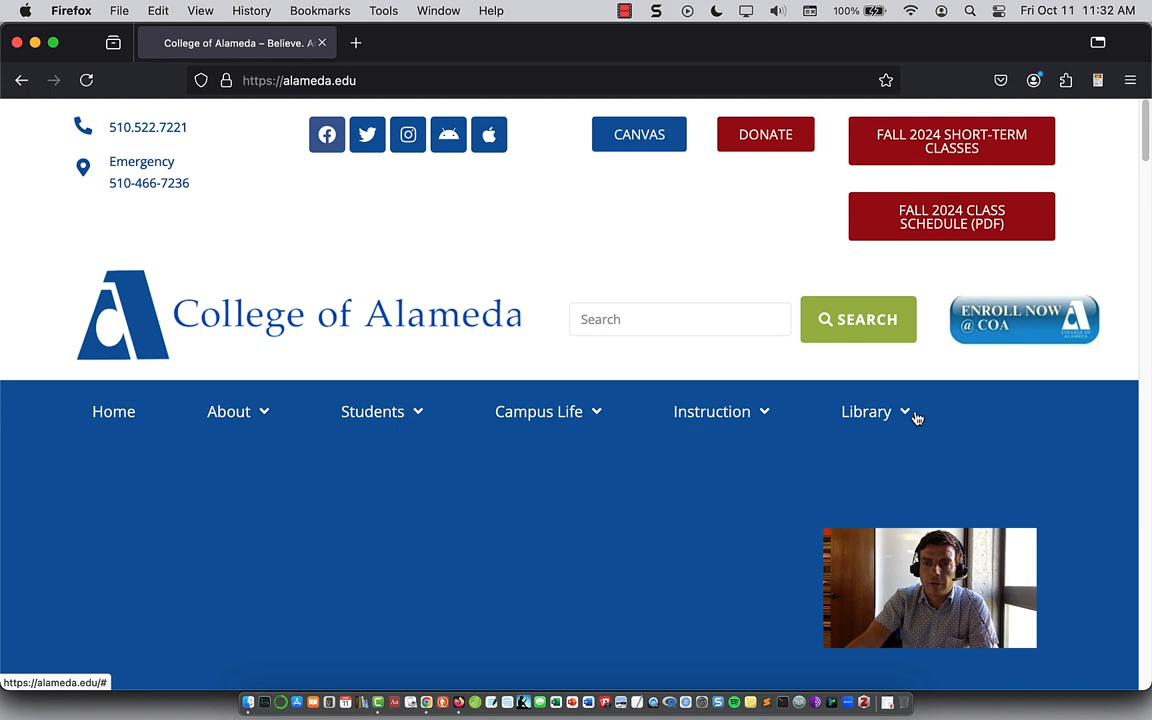 Firefox File Edit View History Bookmarks Tools Window Help 100% Fri Oct 11 11:32 AM
College of Alameda – Believe. A
https://alameda.edu
510.522.7221
Emergency
510-466-7236
CANVAS
DONATE
FALL 2024 SHORT-TERM
CLASSES
FALL 2024 CLASS
SCHEDULE (PDF)
College of Alameda
Search
SEARCH
ENROLL NOW
@ COA
Home About Students Campus Life Instruction Library
https://alameda.edu/#